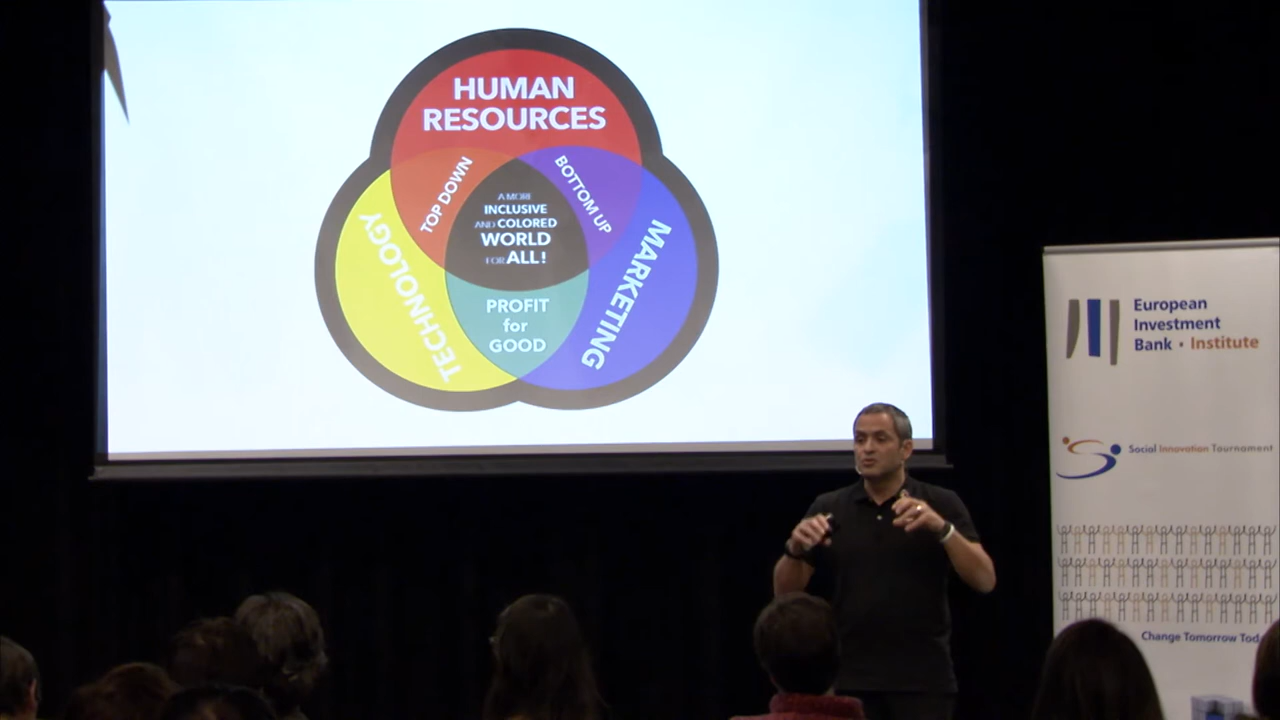 HUMAN
RESOURCES
TOP DOWN
BOTTOM UP
A MORE
INCLUSIVE
AND COLORED
WORLD
FOR ALL!
TECHNOLOGY
MARKETING
PROFIT
for
GOOD
European
Investment
Bank • Institute
Social Innovation Tournament
Change Tomorrow Tod